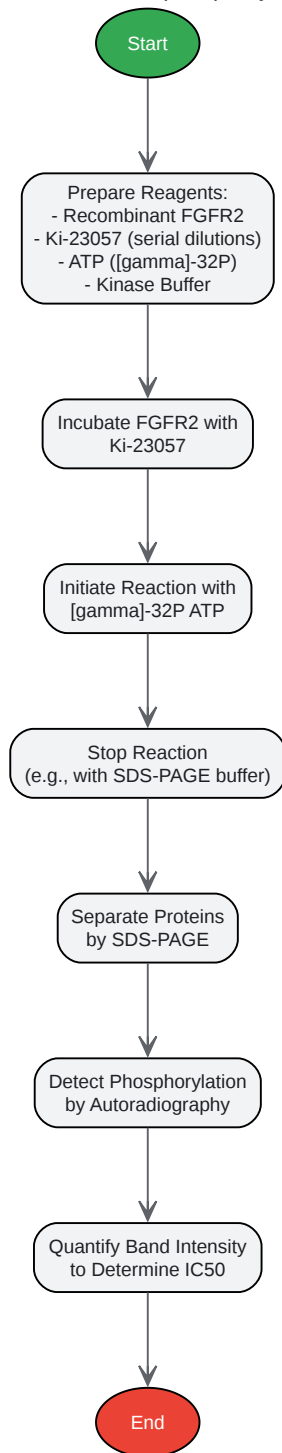 Start
Prepare Reagents:
- Recombinant FGFR2
- Ki-23057 (serial dilutions)
- ATP ([gamma]-32P)
- Kinase Buffer
Incubate FGFR2 with
Ki-23057
Initiate Reaction with
[gamma]-32P ATP
Stop Reaction
(e.g., with SDS-PAGE buffer)
Separate Proteins
by SDS-PAGE
Detect Phosphorylation
by Autoradiography
Quantify Band Intensity
to Determine IC50
End